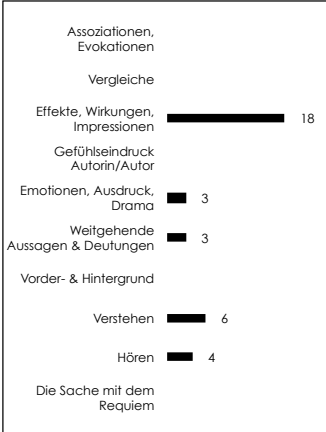 Assoziationen,
Evokationen
Vergleiche
Effekte, Wirkungen,
Impressionen
18
Gefühlseindruck
Autorin/Autor
Emotionen, Ausdruck,
Drama
3
Weitgehende
Aussagen & Deutungen
3
Vorder- & Hintergrund
Verstehen
6
Hören
4
Die Sache mit dem
Requiem